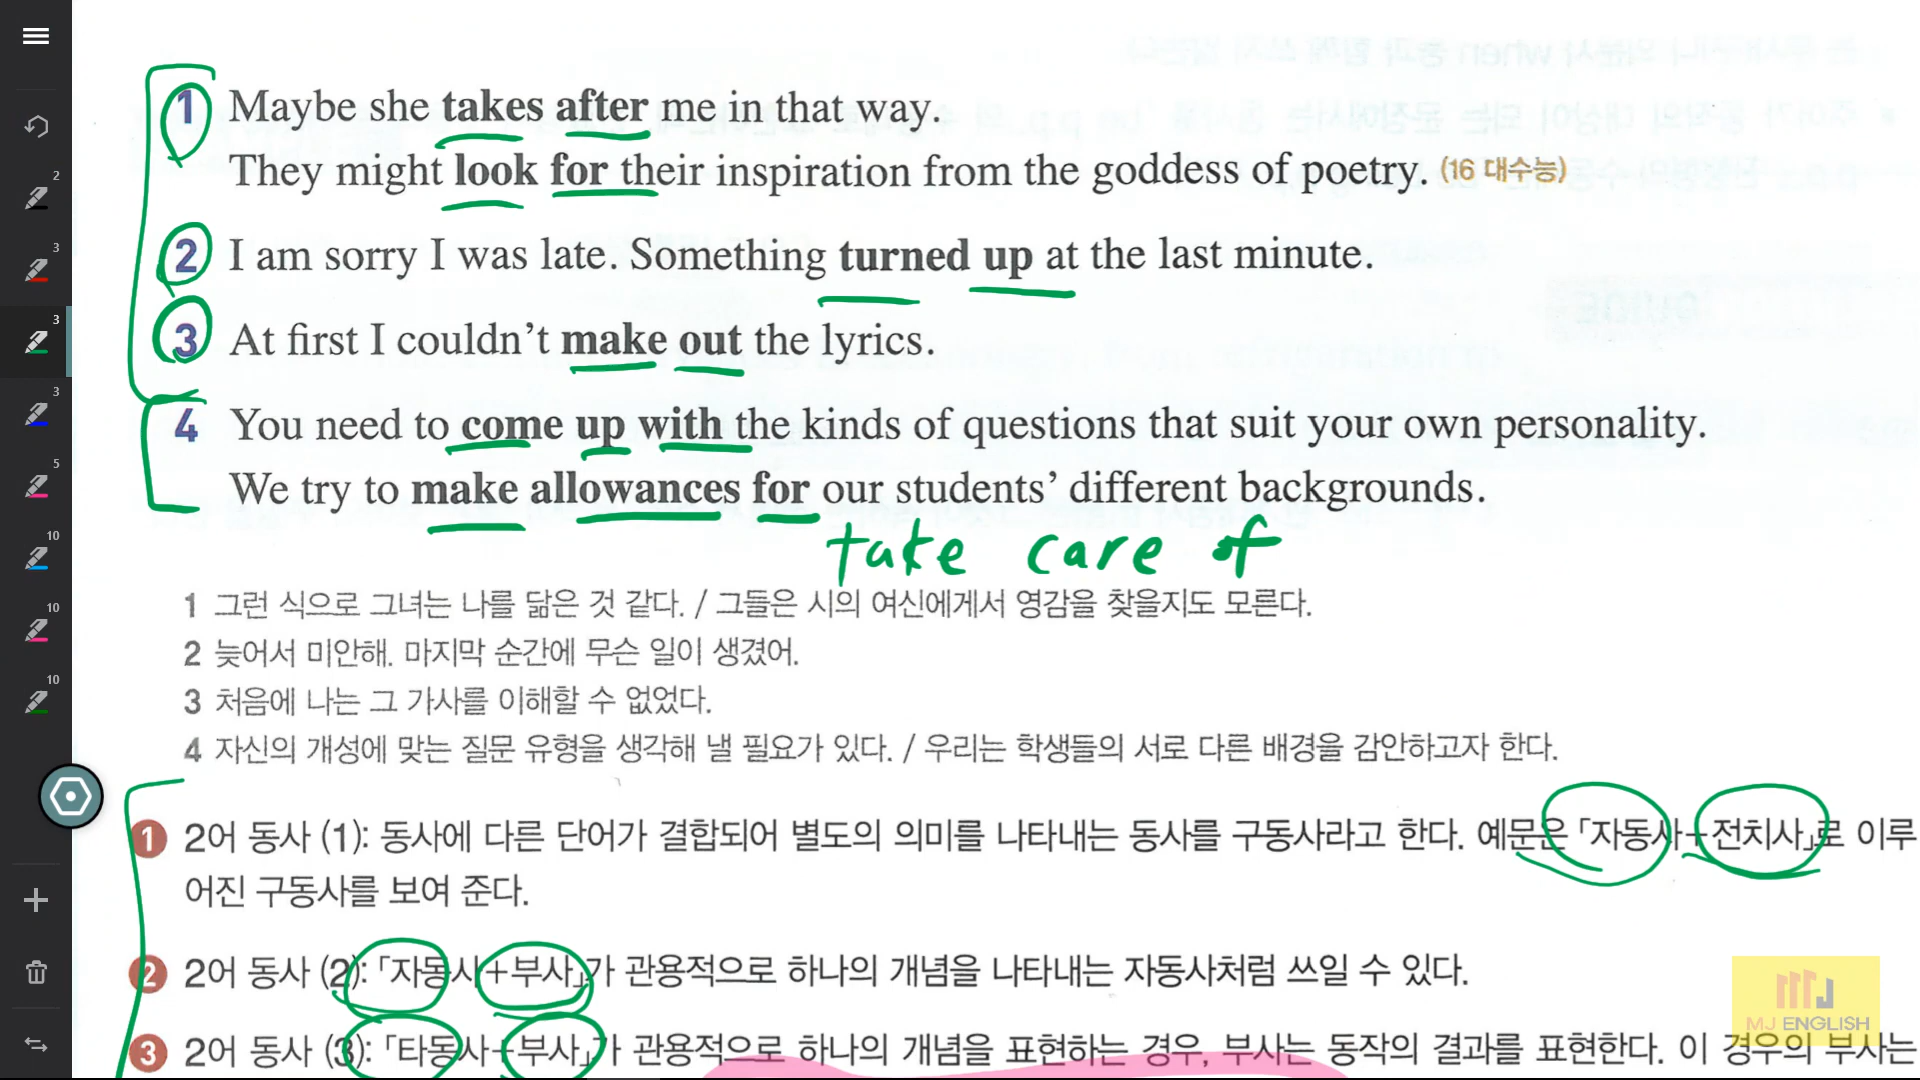 1 Maybe she takes after me in that way.
They might look for their inspiration from the goddess of poetry. (16 대수능)
2 I am sorry I was late. Something turned up at the last minute.
3 At first I couldn't make out the lyrics.
4 You need to come up with the kinds of questions that suit your own personality.
We try to make allowances for our students' different backgrounds.
take care of
1 그런 식으로 그녀는 나를 닮은 것 같다. / 그들은 시의 여신에게서 영감을 찾을지도 모른다.
2 늦어서 미안해. 마지막 순간에 무슨 일이 생겼어.
3 처음에 나는 그 가사를 이해할 수 없었다.
4 자신의 개성에 맞는 질문 유형을 생각해 낼 필요가 있다. / 우리는 학생들의 서로 다른 배경을 감안하고자 한다.
1 2어 동사 (1): 동사에 다른 단어가 결합되어 별도의 의미를 나타내는 동사를 구동사라고 한다. 예문은 「자동사+전치사」로 이루
어진 구동사를 보여 준다.
2 2어 동사 (2): 「자동사+부사」가 관용적으로 하나의 개념을 나타내는 자동사처럼 쓰일 수 있다.
3 2어 동사 (3): 「타동사+부사」가 관용적으로 하나의 개념을 표현하는 경우, 부사는 동작의 결과를 표현한다. 이 경우의 부사는
MJ ENGLISH
2
3
3
3
5
10
10
10